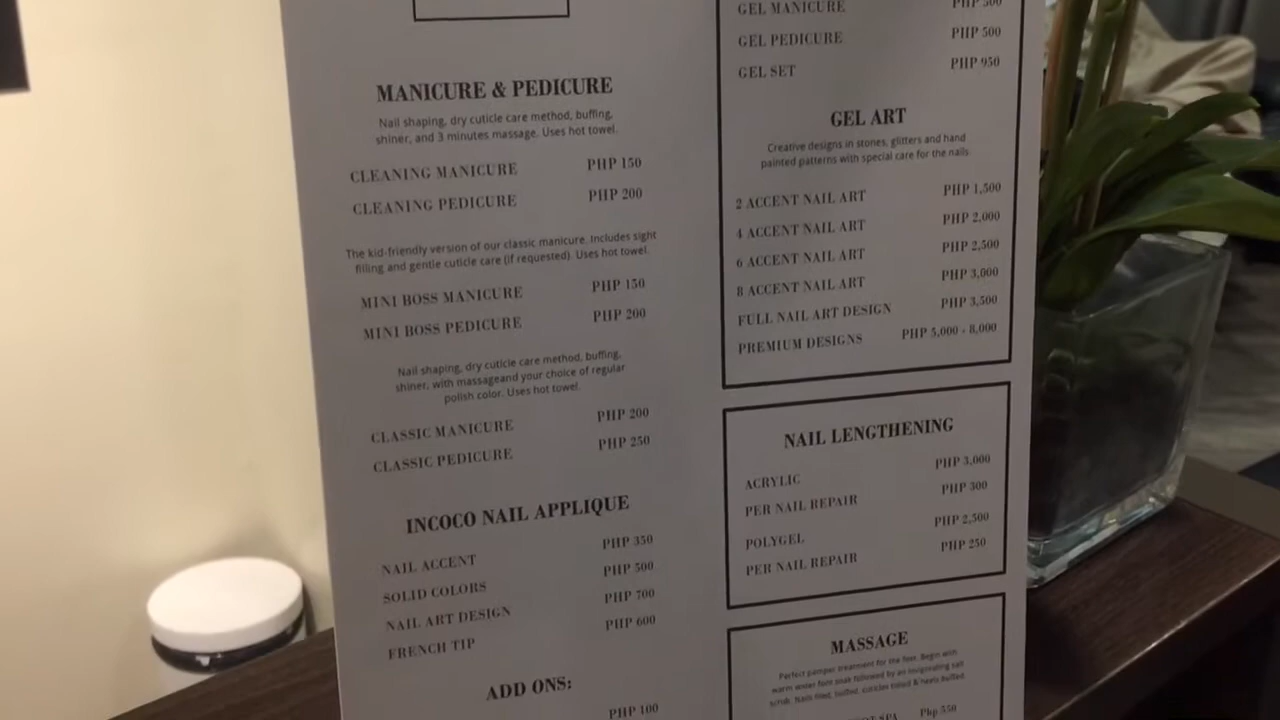 MANICURE & PEDICURE
Nail shaping, dry cuticle care method, buffing,
shiner, and 3 minutes massage. Uses hot towel.
CLEANING MANICURE PHP 150
CLEANING PEDICURE PHP 200
The kid-friendly version of our classic manicure. Includes sight
filling and gentle cuticle care (if requested). Uses hot towel.
MINI BOSS MANICURE PHP 150
MINI BOSS PEDICURE PHP 200
Nail shaping, dry cuticle care method, buffing,
shiner, with massageand your choice of regular
polish color. Uses hot towel.
CLASSIC MANICURE PHP 200
CLASSIC PEDICURE PHP 250
INCOCO NAIL APPLIQUE
NAIL ACCENT PHP 350
SOLID COLORS PHP 500
NAIL ART DESIGN PHP 700
FRENCH TIP PHP 600
ADD ONS:
PHP 100
GEL MANICURE PHP 500
GEL PEDICURE PHP 500
GEL SET PHP 950
GEL ART
Creative designs in stones, glitters and hand
painted patterns with special care for the nails.
2 ACCENT NAIL ART PHP 1,500
4 ACCENT NAIL ART PHP 2,000
6 ACCENT NAIL ART PHP 2,500
8 ACCENT NAIL ART PHP 3,000
FULL NAIL ART DESIGN PHP 3,500
PREMIUM DESIGNS PHP 5,000 - 8,000
NAIL LENGTHENING
ACRYLIC PHP 3,000
PER NAIL REPAIR PHP 300
POLYGEL PHP 2,500
PER NAIL REPAIR PHP 250
MASSAGE
Perfect pamper treatment for the feet. Begin with
warm water foot soak followed by an invigorating salt
scrub. Nails filed, buffed, cuticles tidied & heels buffed.
SPA Php 550